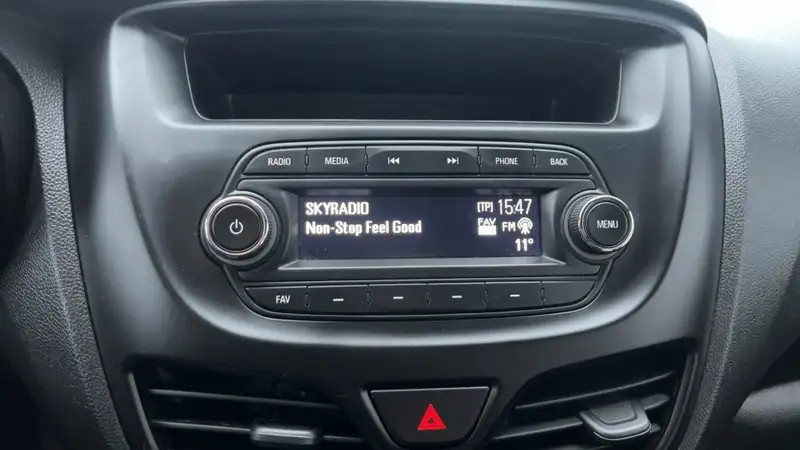 RADIO MEDIA PHONE BACK
SKYRADIO [TP] 15:47
Non-Stop Feel Good FAV FM
11°
MENU
FAV